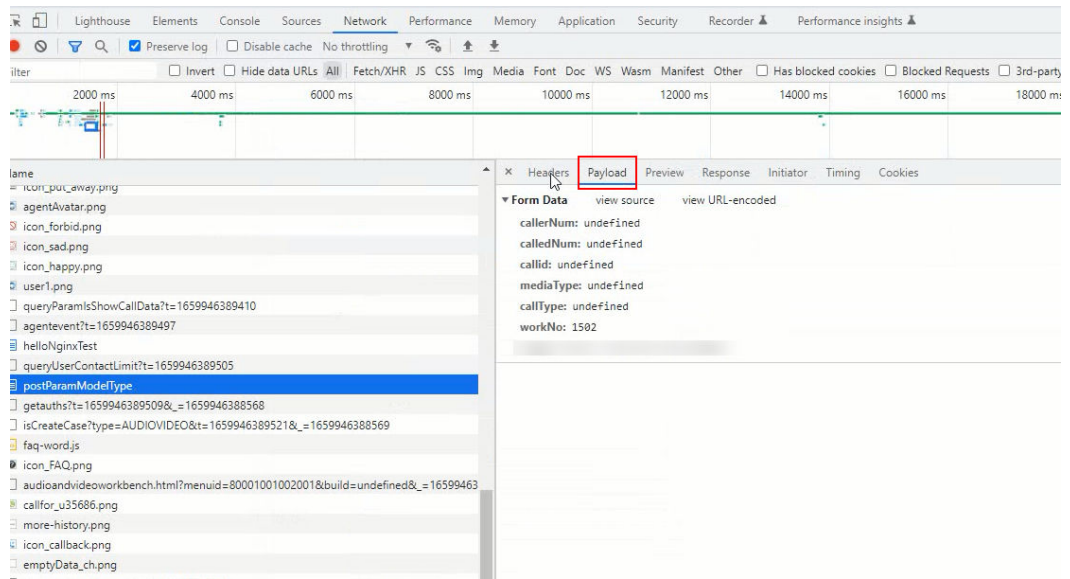 Lighthouse Elements Console Sources Network Performance Memory Application Security Recorder Performance insights
Preserve log Disable cache No throttling
ilter Invert Hide data URLs All Fetch/XHR JS CSS Img Media Font Doc WS Wasm Manifest Other Has blocked cookies Blocked Requests 3rd-party
2000 ms 4000 ms 6000 ms 8000 ms 10000 ms 12000 ms 14000 ms 16000 ms 18000 ms
lame
× Headers Payload Preview Response Initiator Timing Cookies
icon_put_away.png
agentAvatar.png
icon_forbid.png
icon_sad.png
icon_happy.png
user1.png
queryParamIsShowCallData?t=1659946389410
agentevent?t=1659946389497
helloNginxTest
queryUserContactLimit?t=1659946389505
postParamModelType
getauths?t=1659946389509&_=1659946388568
isCreateCase?type=AUDIOVIDEO&t=1659946389521&_=1659946388569
faq-word.js
icon_FAQ.png
audioandvideoworkbench.html?menuid=80001001002001&build=undefined&_=16599463
callfor_u35686.png
more-history.png
icon_callback.png
emptyData_ch.png
Form Data view source view URL-encoded
callerNum: undefined
calledNum: undefined
callid: undefined
mediaType: undefined
callType: undefined
workNo: 1502